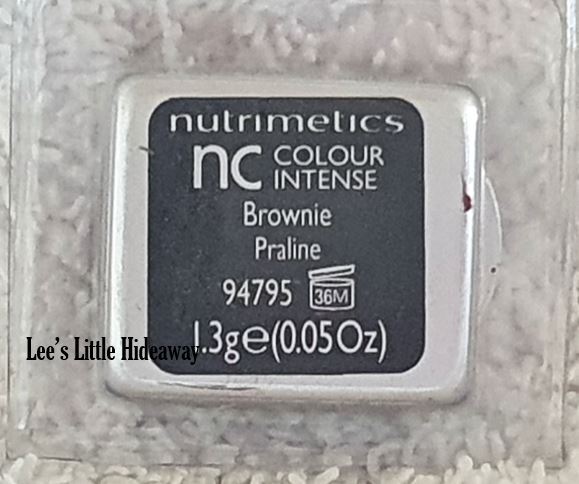 nutrimetics
nc COLOUR
INTENSE
Brownie
Praline
94795 36M
Lee's Little Hideaway
1.3g e (0.05 Oz)